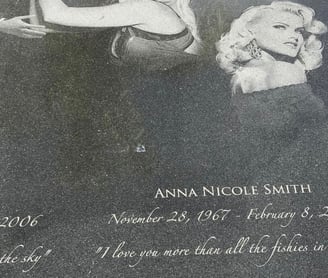 ANNA NICOLE SMITH
2006 November 28, 1967 - February 8, 2
the sky" "I love you more than all the fishies in